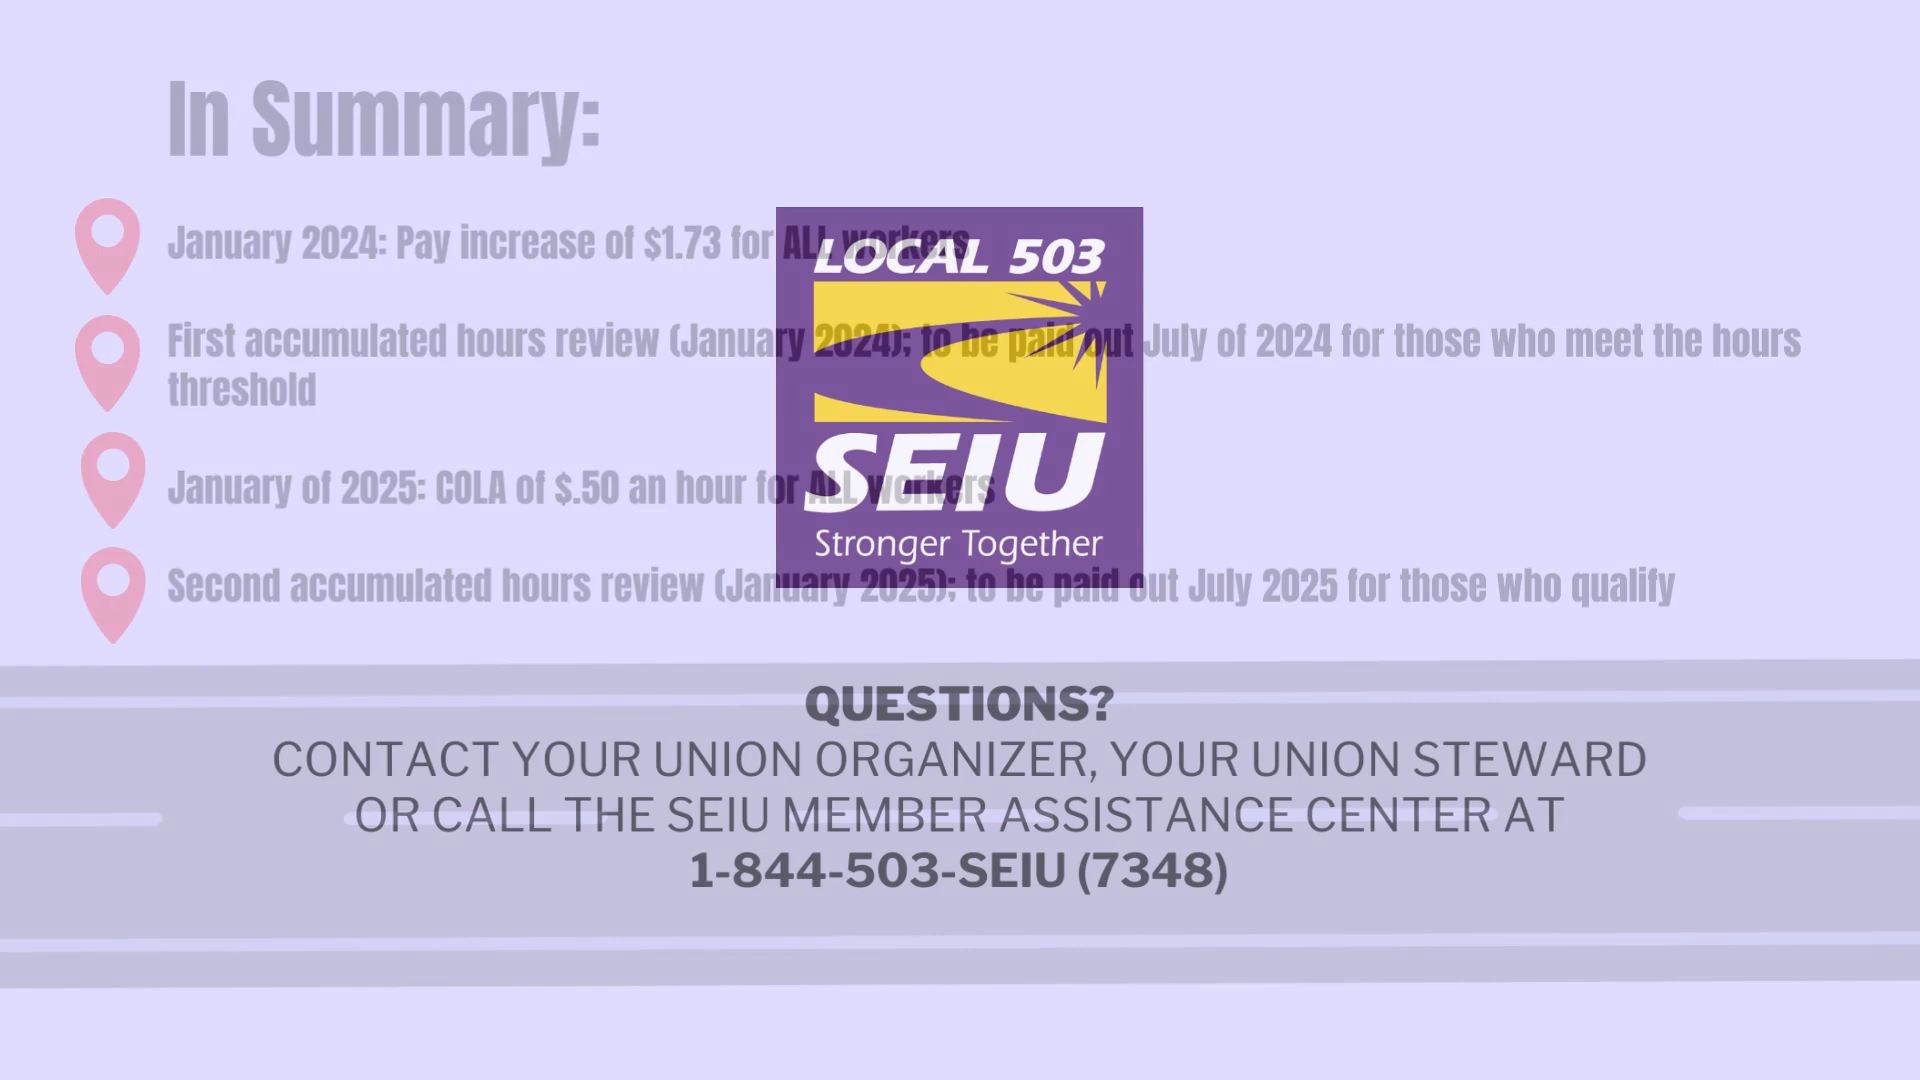 In Summary:
January 2024: Pay increase of $1.73 for ALL workers
First accumulated hours review (January 2024); to be paid out July of 2024 for those who meet the hours
threshold
January of 2025: COLA of $.50 an hour for ALL workers
Second accumulated hours review (January 2025); to be paid out July 2025 for those who qualify
LOCAL 503
SEIU
Stronger Together
QUESTIONS?
CONTACT YOUR UNION ORGANIZER, YOUR UNION STEWARD
OR CALL THE SEIU MEMBER ASSISTANCE CENTER AT
1-844-503-SEIU (7348)